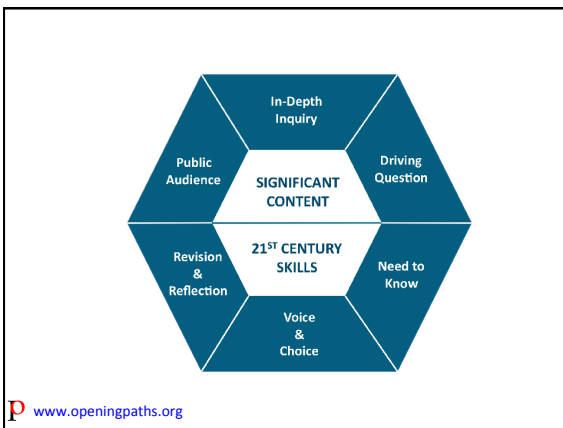 In-Depth
Inquiry
Public
Audience
Driving
Question
SIGNIFICANT
CONTENT
21ST CENTURY
SKILLS
Revision
&
Reflection
Need to
Know
Voice
&
Choice
p www.openingpaths.org